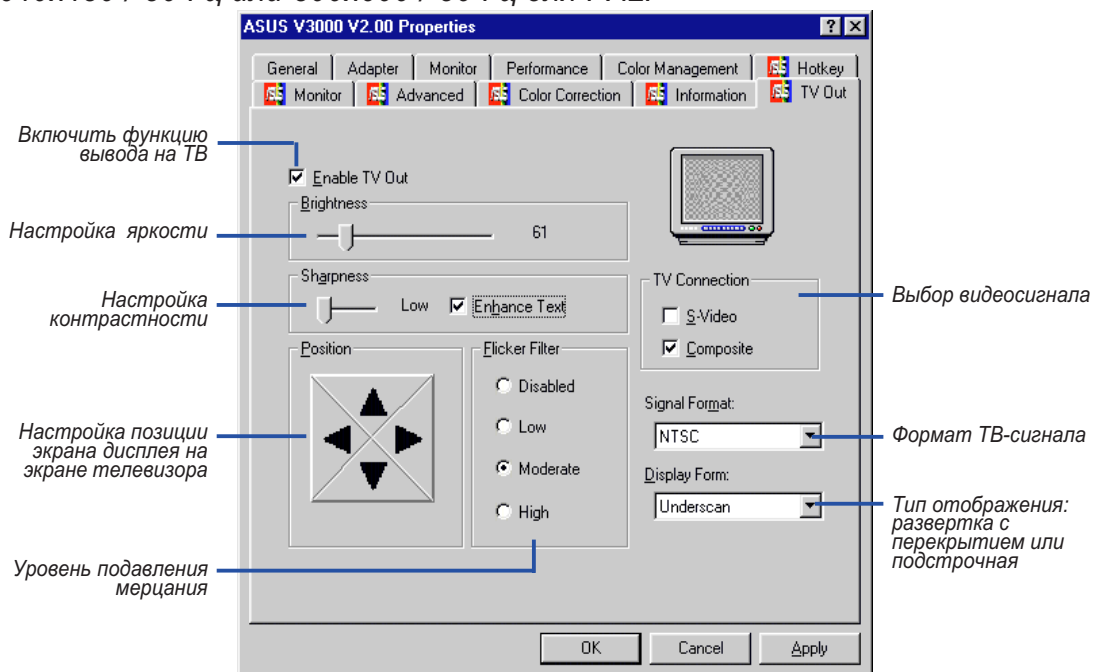 ASUS V3000 V2.00 Properties
General Adapter Monitor Performance Color Management Hotkey
Monitor Advanced Color Correction Information TV Out
Включить функцию
вывода на ТВ
Enable TV Out
Brightness
Настройка яркости
61
Sharpness
Настройка
контрастности
Low Enhance Text
TV Connection
Выбор видеосигнала
S-Video
Composite
Position
Настройка позиции
экрана дисплея на
экране телевизора
Flicker Filter
Disabled
Low
Moderate
High
Уровень подавления
мерцания
Signal Format:
NTSC
Формат ТВ-сигнала
Display Form:
Underscan
Тип отображения:
развертка с
перекрытием или
подстрочная
OK Cancel Apply